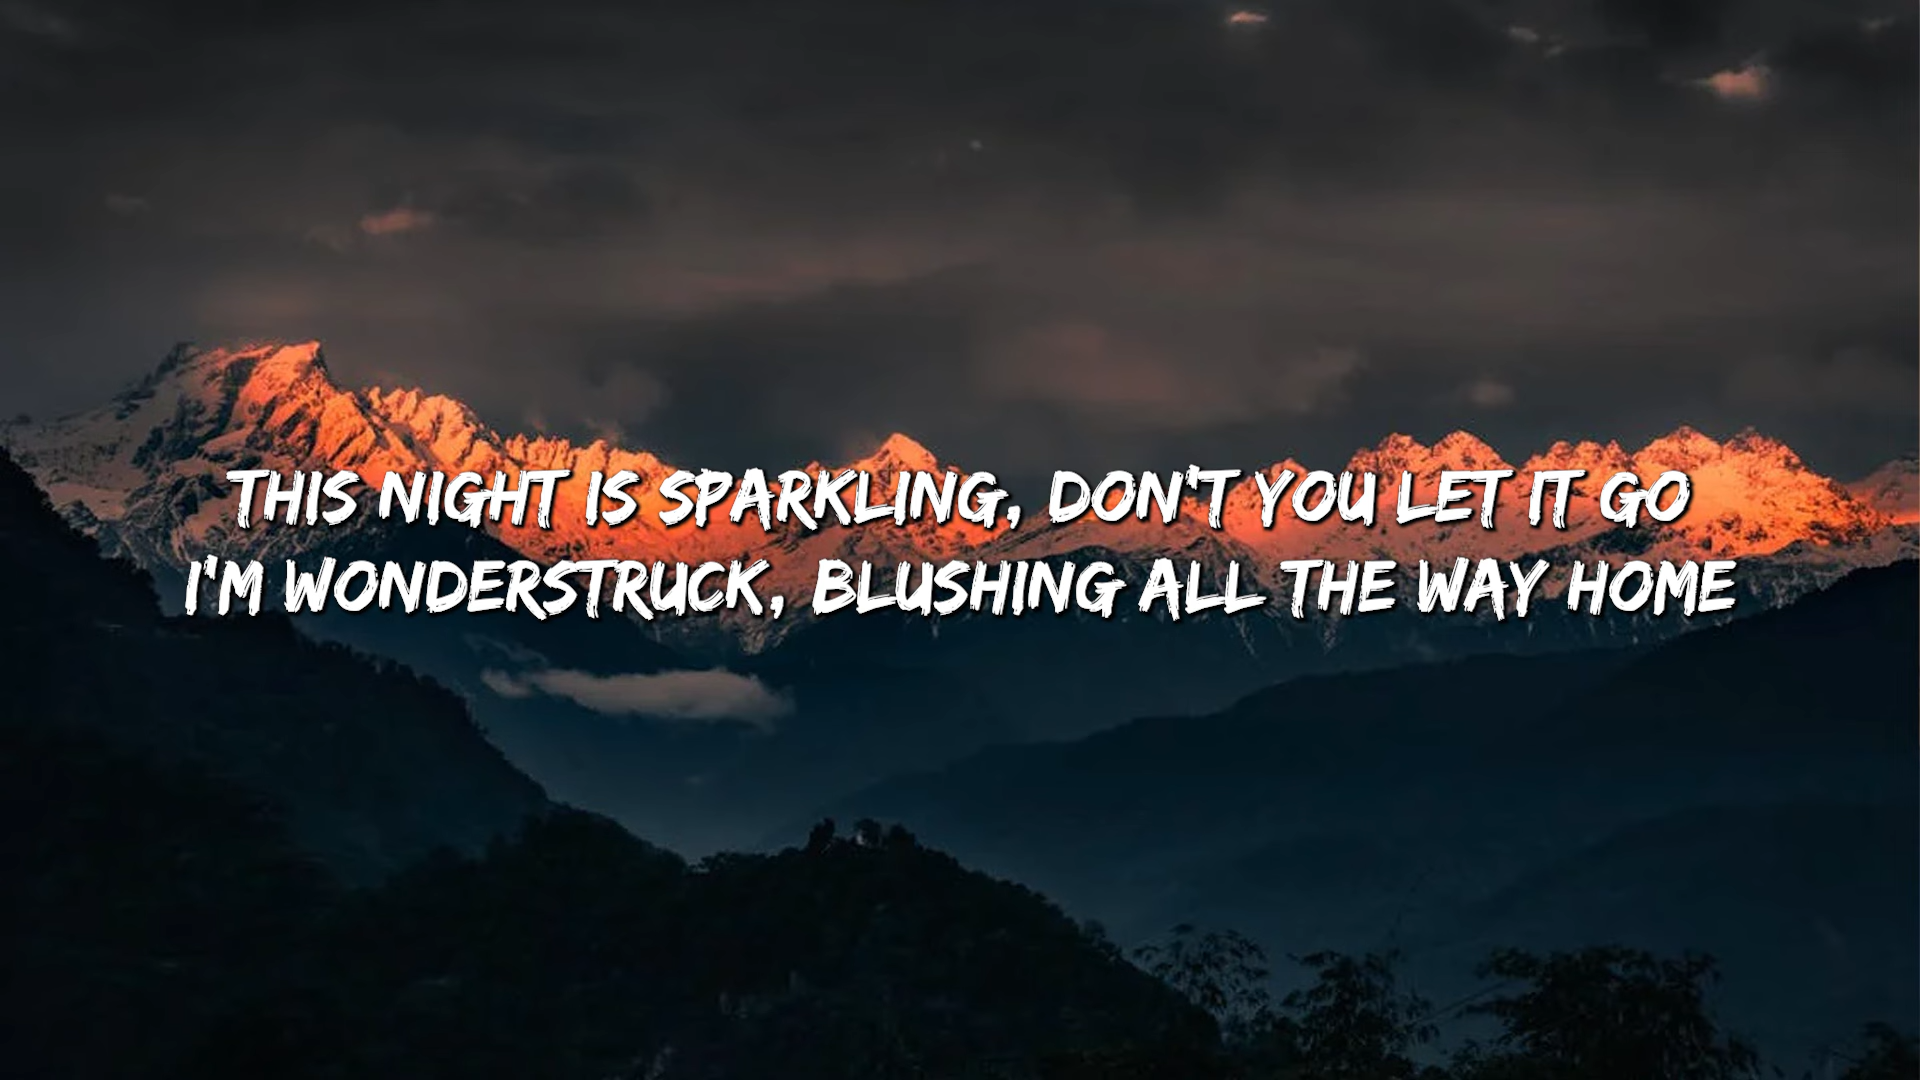 THIS NIGHT IS SPARKLING, DON'T YOU LET IT GO
I'M WONDERSTRUCK, BLUSHING ALL THE WAY HOME